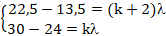 22,5 − 13,5 = (k + 2)λ
30 − 24 = kλ